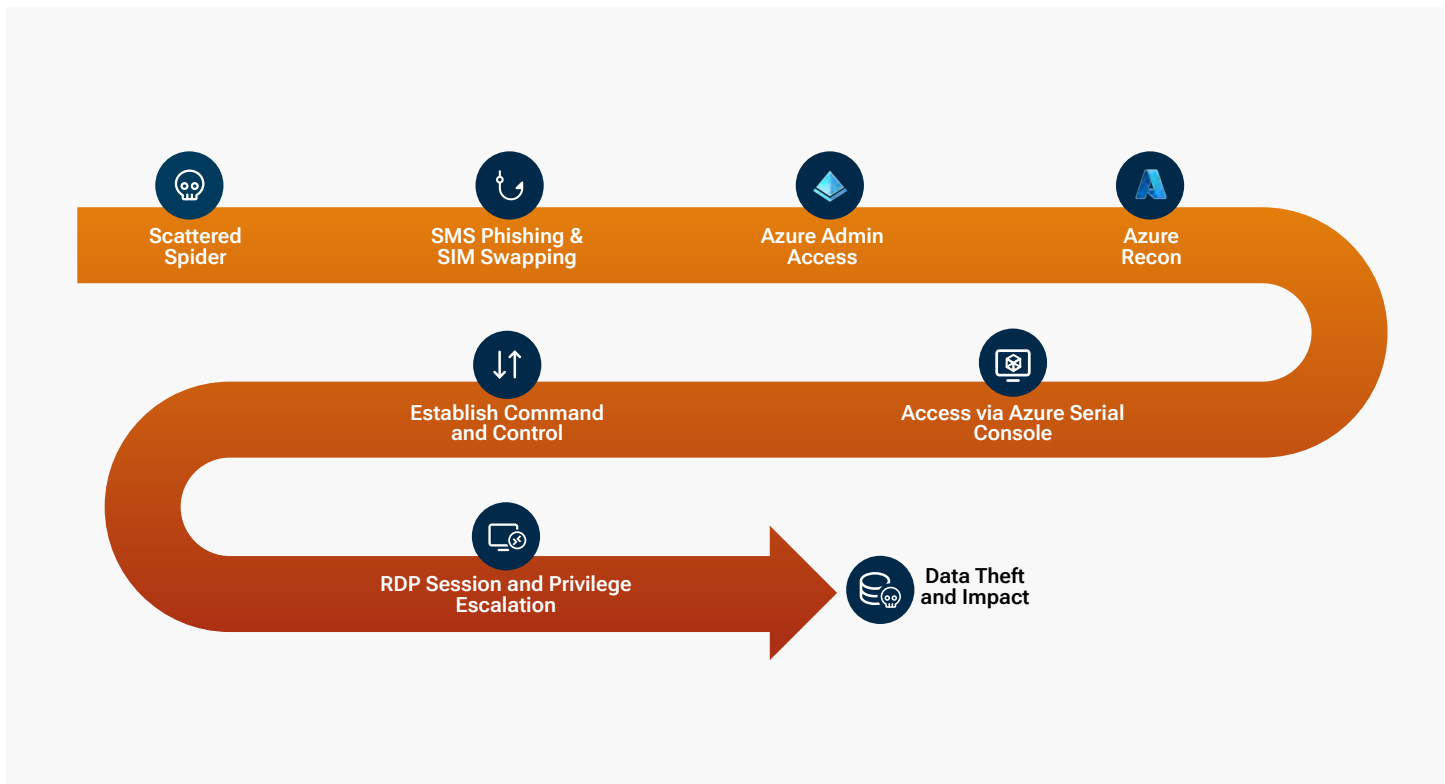 Scattered
Spider
SMS Phishing &
SIM Swapping
Azure Admin
Access
Azure
Recon
Access via Azure Serial
Console
Establish Command
and Control
RDP Session and Privilege
Escalation
Data Theft
and Impact